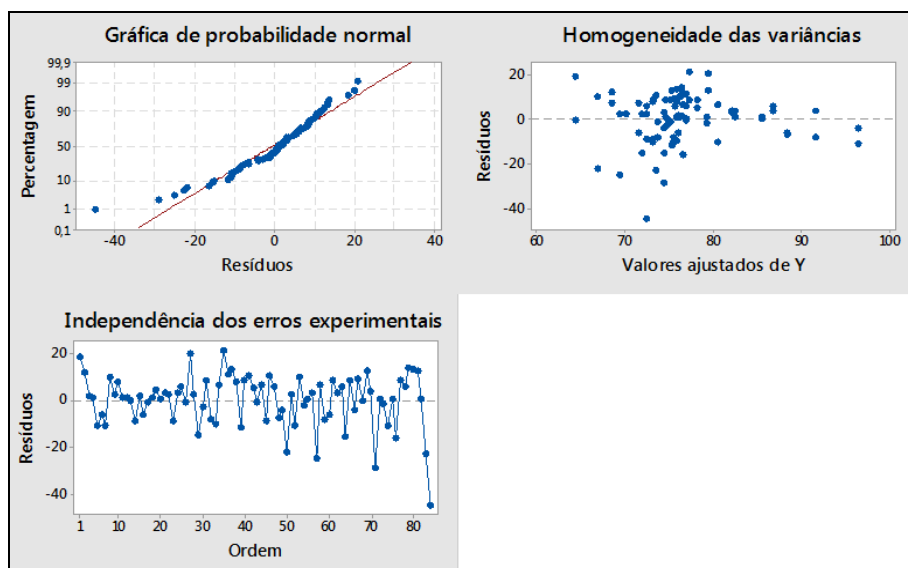 Gráfica de probabilidade normal
99,9
99
90
50
10
1
0,1
Percentagem
-40 -20 0 20 40
Resíduos
Homogeneidade das variâncias
20
0
-20
-40
Resíduos
60 70 80 90 100
Valores ajustados de Y
Independência dos erros experimentais
20
0
-20
-40
Resíduos
1 10 20 30 40 50 60 70 80
Ordem